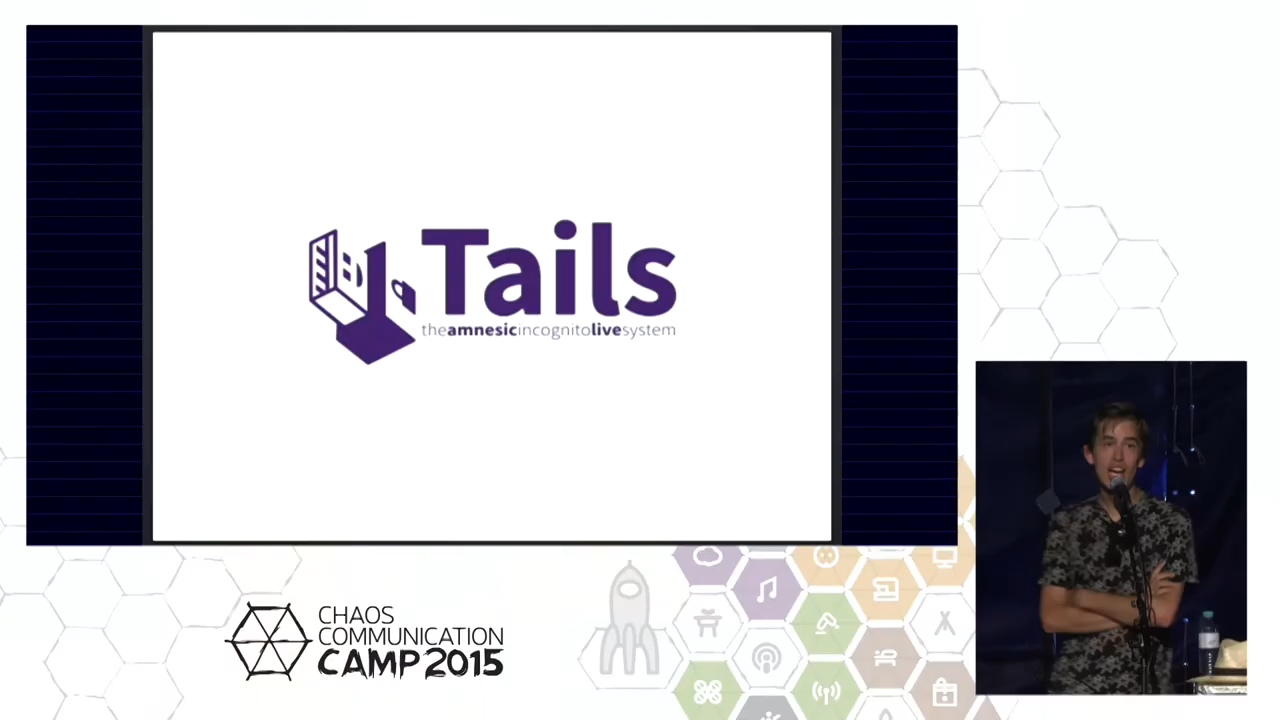 Tails
theamnesicincognitolivesystem
CHAOS
COMMUNICATION
CAMP 2015